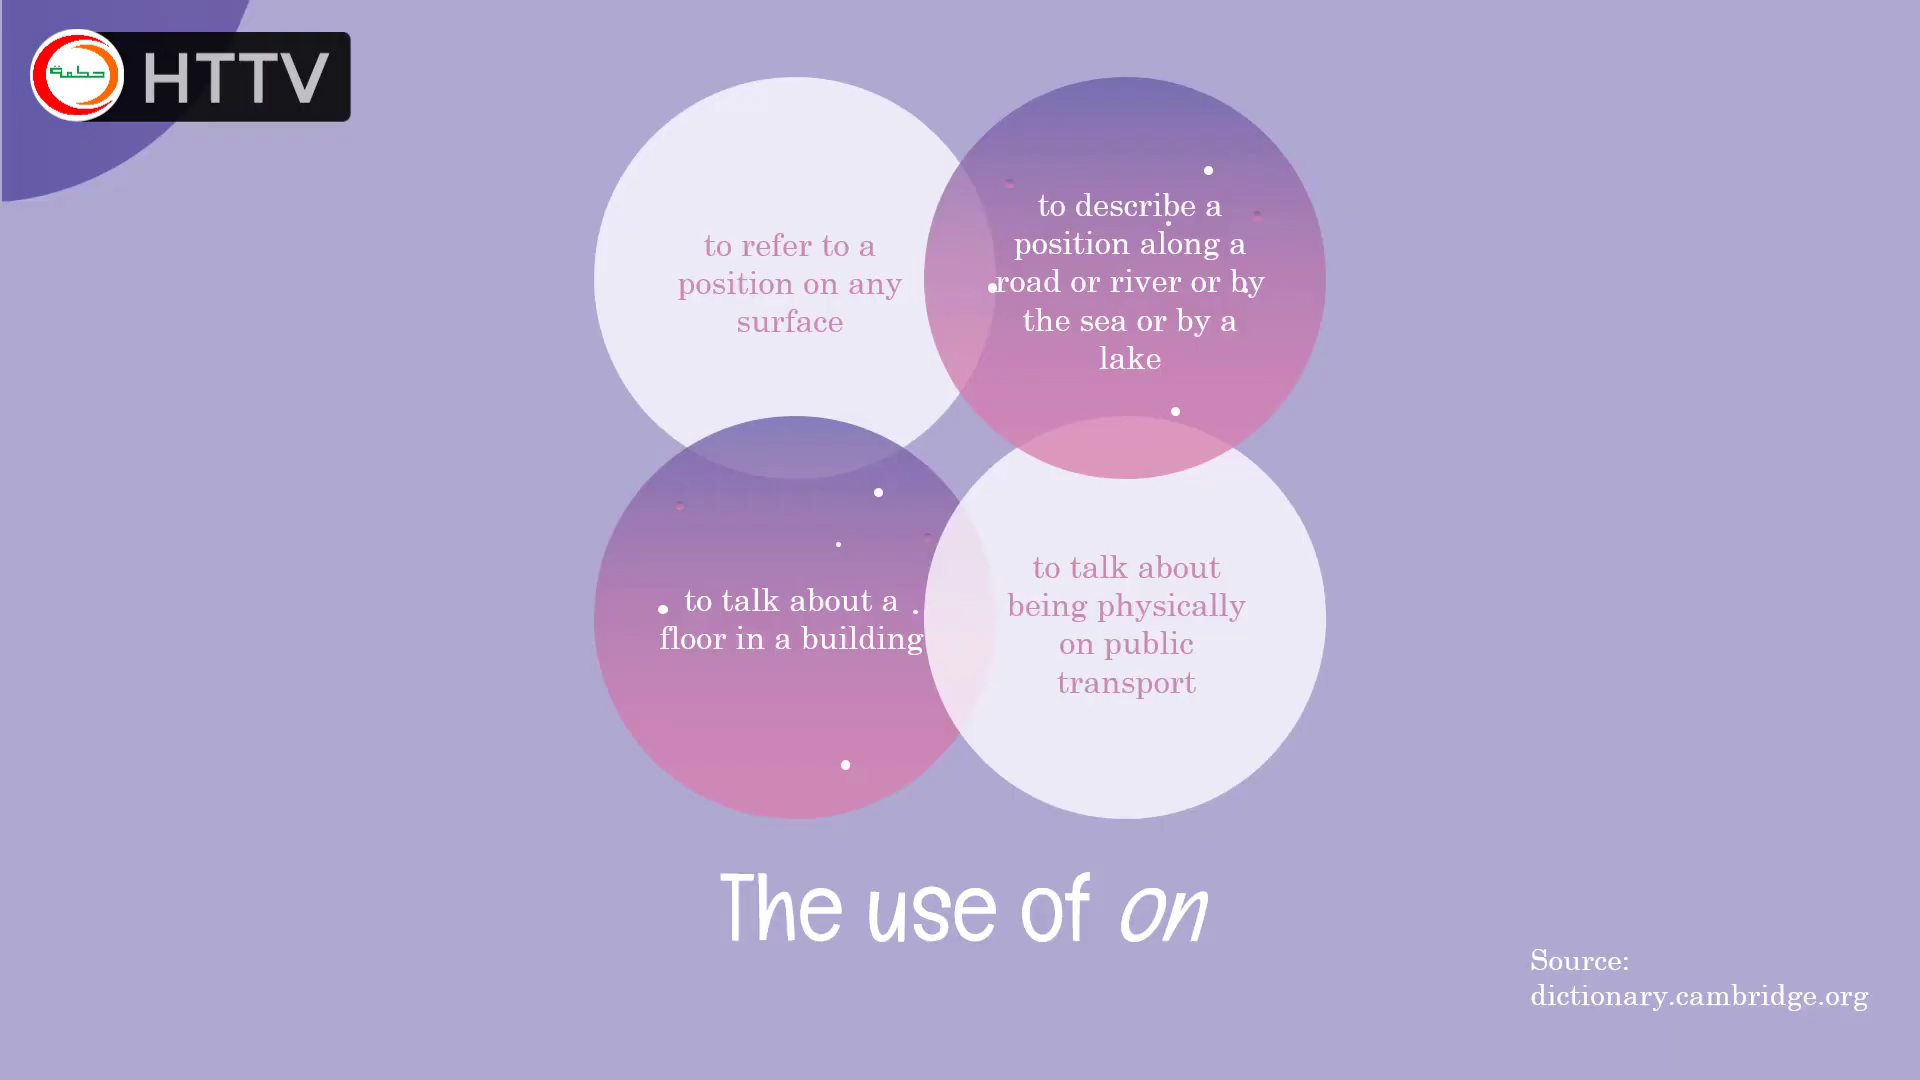 حكمة
HTTV
to refer to a
position on any
surface
to describe a
position along a
road or river or by
the sea or by a
lake
to talk about a
floor in a building
to talk about
being physically
on public
transport
The use of on
Source:
dictionary.cambridge.org